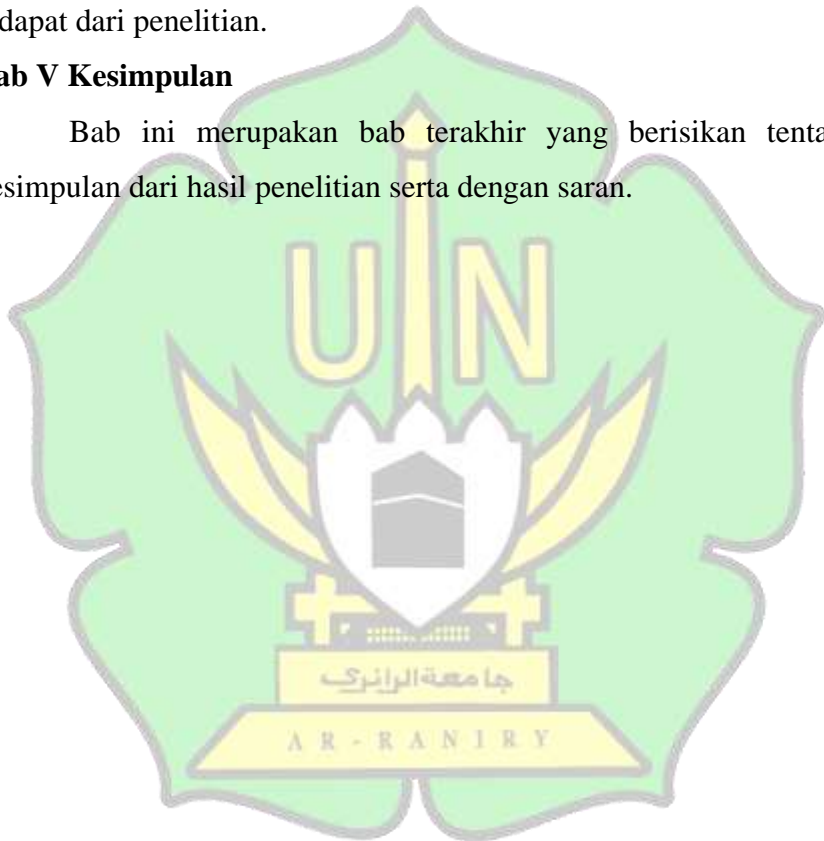 dapat dari penelitian.
ab V Kesimpulan
Bab ini merupakan bab terakhir yang berisikan tenta
esimpulan dari hasil penelitian serta dengan saran.
UIN
جامعة الرانري
AR-RANIRY